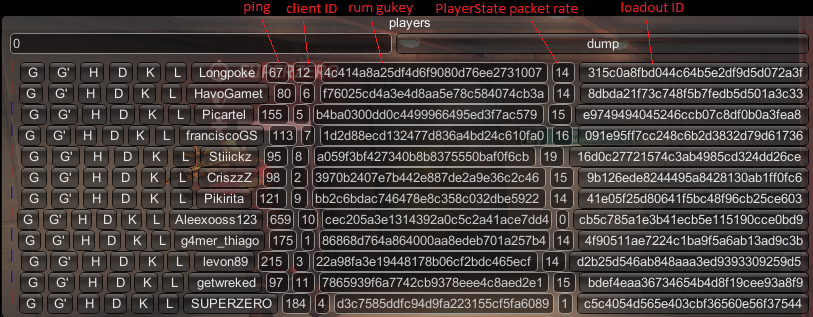 ping client ID rum gukey PlayerState packet rate loadout ID
players
0 dump
G G' H D K L Longpoke 67 12 4c414a8a25df4d6f9080d76ee2731007 14 315c0a8fbd044c64b5e2df9d5d072a3f
G G' H D K L HavoGamet 80 6 f76025cd4a3e4d8aa5e78c584074cb3a 14 8dbda21f73c748f5b7fedb5d501a3c33
G G' H D K L Picartel 155 5 b4ba0300dd0c4499966495ed3f7ac579 15 e9749494045246ccb07c8df0b0a3fea8
G G' H D K L franciscoGS 113 7 1d2d88ecd132477d836a4bd24c610fa0 16 091e95ff7cc248c6b2d3832d79d61736
G G' H D K L Stiiickz 95 8 a059f3bf427340b8b8375550baf0f6cb 19 16d0c27721574c3ab4985cd324dd26ce
G G' H D K L CriszzZ 98 2 3970b2407e7b442e887de2a9e36c2c46 15 9b126ede8244495a8428130ab1ff0fc6
G G' H D K L Pikirita 121 9 bb2c6bdac746478e8c358c032dbe5922 14 41e05f25d80641f5bc48f96cb25ce603
G G' H D K L Aleexooss123 659 10 cec205a3e1314392a0c5c2a41ace7dd4 0 cb5c785a1e3b41ecb5e115190cce0bd9
G G' H D K L g4mer_thiago 175 1 86868d764a864000aa8edeb701a257b4 14 4f90511ae7224c1ba9f5a6ab13ad9c3b
G G' H D K L levon89 215 3 22a98fa3e19448178b06cf2bdc465ecf 14 d2b25d546ab848aaa3ed9393309259d5
G G' H D K L getwreked 97 11 7865939f6a7742cb9378eee4c8aed2e1 15 bdef4eaa36734654b4d8f19cee93a8f9
G G' H D K L SUPERZERO 184 4 d3c7585ddfc94d9fa223155cf5fa6089 1 c5c4054d565e403cbf36560e56f37544